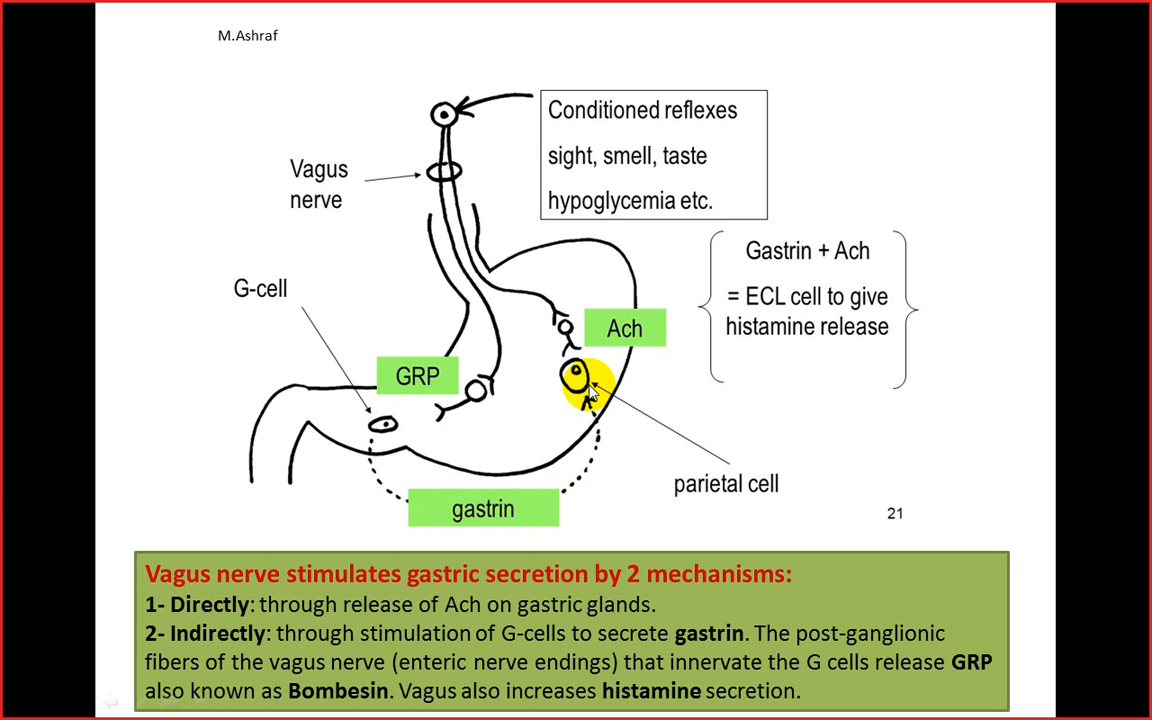 M.Ashraf
Conditioned reflexes
sight, smell, taste
hypoglycemia etc.
Vagus
nerve
Gastrin + Ach
= ECL cell to give
histamine release
G-cell
Ach
GRP
parietal cell
gastrin
21
Vagus nerve stimulates gastric secretion by 2 mechanisms:
1- Directly: through release of Ach on gastric glands.
2- Indirectly: through stimulation of G-cells to secrete gastrin. The post-ganglionic
fibers of the vagus nerve (enteric nerve endings) that innervate the G cells release GRP
also known as Bombesin. Vagus also increases histamine secretion.